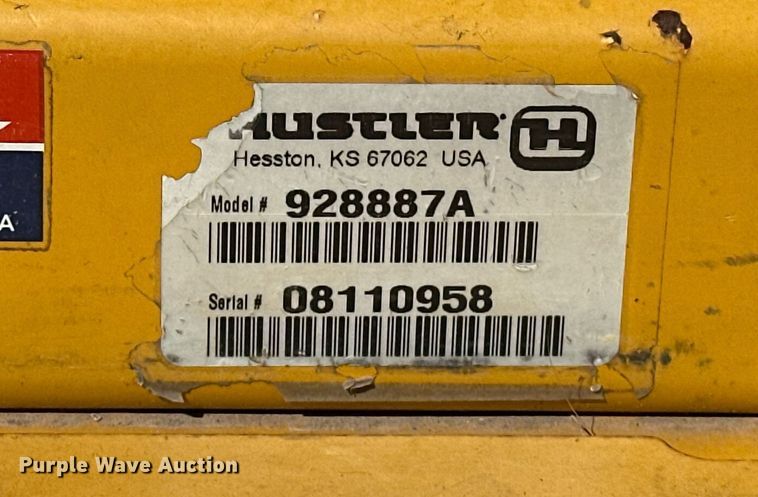 HUSTLER H
Hesston, KS 67062 USA
Model # 928887A
Serial # 08110958
A
Purple Wave Auction